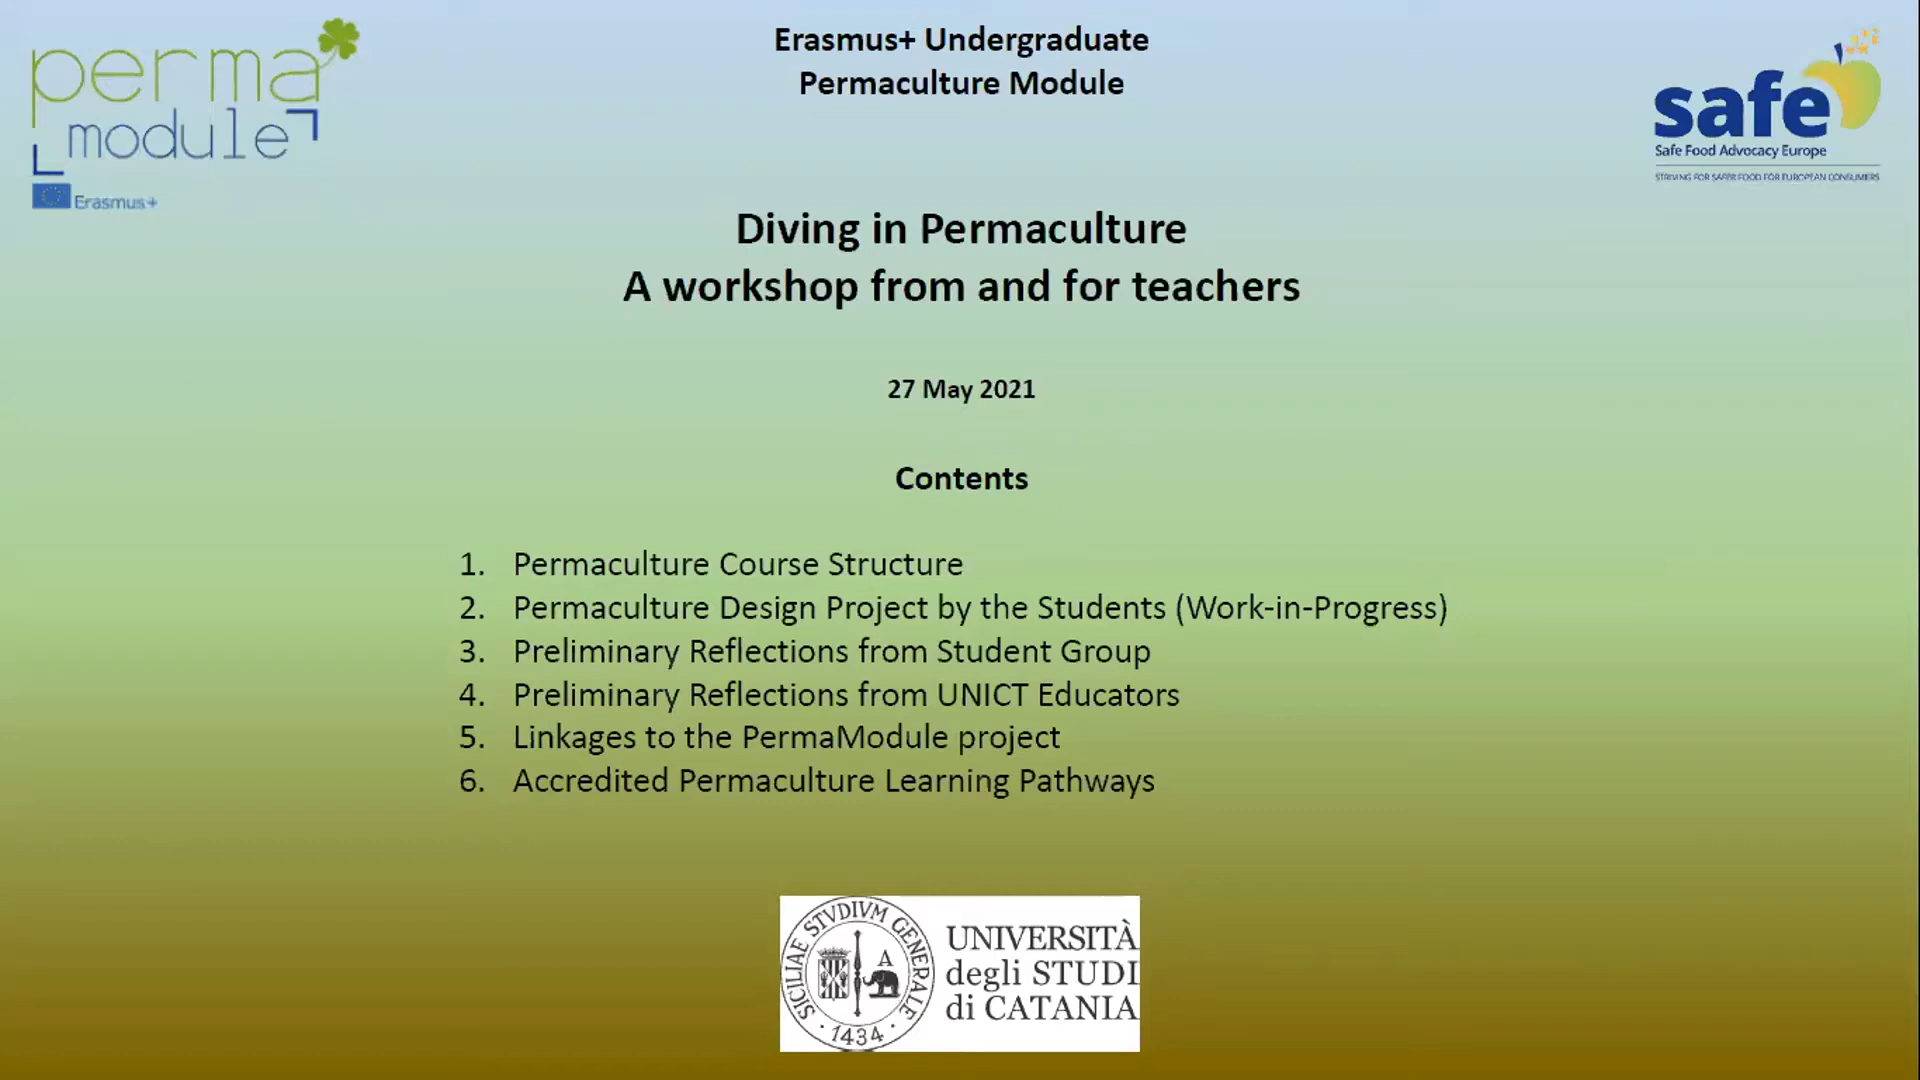 perma
module
Erasmus+
Erasmus+ Undergraduate
Permaculture Module
safe
Safe Food Advocacy Europe
STRIVING FOR SAFER FOOD FOR EUROPEAN CONSUMERS
Diving in Permaculture
A workshop from and for teachers
27 May 2021
Contents
1. Permaculture Course Structure
2. Permaculture Design Project by the Students (Work-in-Progress)
3. Preliminary Reflections from Student Group
4. Preliminary Reflections from UNICT Educators
5. Linkages to the PermaModule project
6. Accredited Permaculture Learning Pathways
SICILIAE STVDIVM GENERALE
A
· 1434 ·
UNIVERSITÀ
degli STUDI
di CATANIA